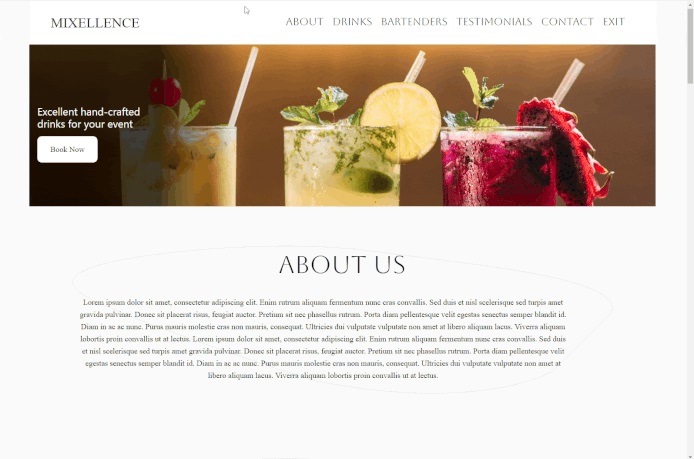 MIXELLENCE
ABOUT DRINKS BARTENDERS TESTIMONIALS CONTACT EXIT
Excellent hand-crafted
drinks for your event
Book Now
ABOUT US
Lorem ipsum dolor sit amet, consectetur adipiscing elit. Enim rutrum aliquam fermentum nunc cras convallis. Sed duis et nisl scelerisque sed turpis amet
gravida pulvinar. Donec sit placerat risus, feugiat auctor. Pretium sit nec phasellus rutrum. Porta diam pellentesque velit egestas senectus semper blandit id.
Diam in ac ac nunc. Purus mauris molestie cras non mauris, consequat. Ultricies dui vulputate vulputate non amet at libero aliquam lacus. Viverra aliquam
lobortis proin convallis ut at lectus. Lorem ipsum dolor sit amet, consectetur adipiscing elit. Enim rutrum aliquam fermentum nunc cras convallis. Sed duis
et nisl scelerisque sed turpis amet gravida pulvinar. Donec sit placerat risus, feugiat auctor. Pretium sit nec phasellus rutrum. Porta diam pellentesque velit
egestas senectus semper blandit id. Diam in ac ac nunc. Purus mauris molestie cras non mauris, consequat. Ultricies dui vulputate vulputate non amet at
libero aliquam lacus. Viverra aliquam lobortis proin convallis ut at lectus.